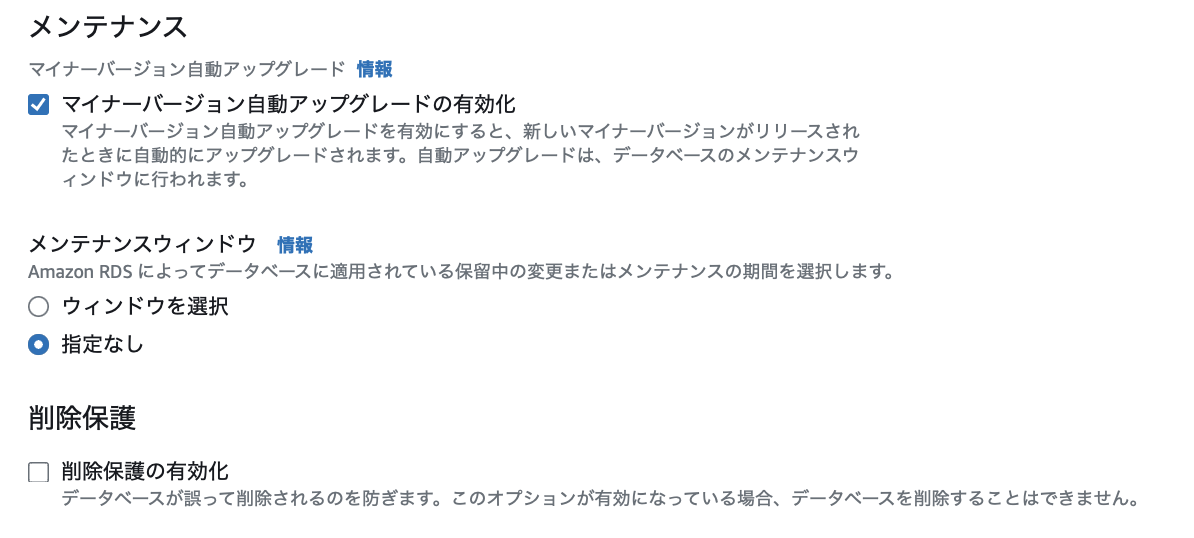 メンテナンス
マイナーバージョン自動アップグレード 情報
マイナーバージョン自動アップグレードの有効化
マイナーバージョン自動アップグレードを有効にすると、新しいマイナーバージョンがリリースされ
たときに自動的にアップグレードされます。自動アップグレードは、データベースのメンテナンスウ
ィンドウに行われます。
メンテナンスウィンドウ 情報
Amazon RDS によってデータベースに適用されている保留中の変更またはメンテナンスの期間を選択します。
ウィンドウを選択
指定なし
削除保護
削除保護の有効化
データベースが誤って削除されるのを防ぎます。このオプションが有効になっている場合、データベースを削除することはできません。